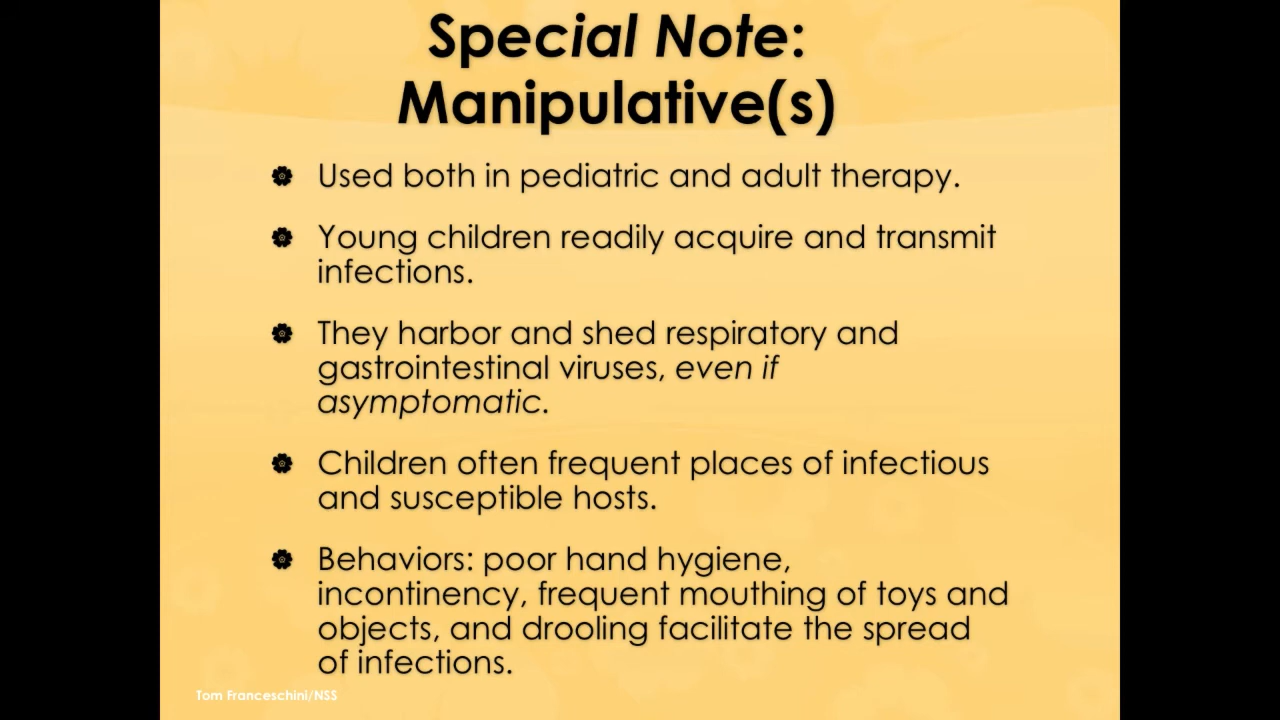 Special Note:
Manipulative(s)
Used both in pediatric and adult therapy.
Young children readily acquire and transmit
infections.
They harbor and shed respiratory and
gastrointestinal viruses, even if
asymptomatic.
Children often frequent places of infectious
and susceptible hosts.
Behaviors: poor hand hygiene,
incontinency, frequent mouthing of toys and
objects, and drooling facilitate the spread
of infections.
Tom Franceschini/NSS